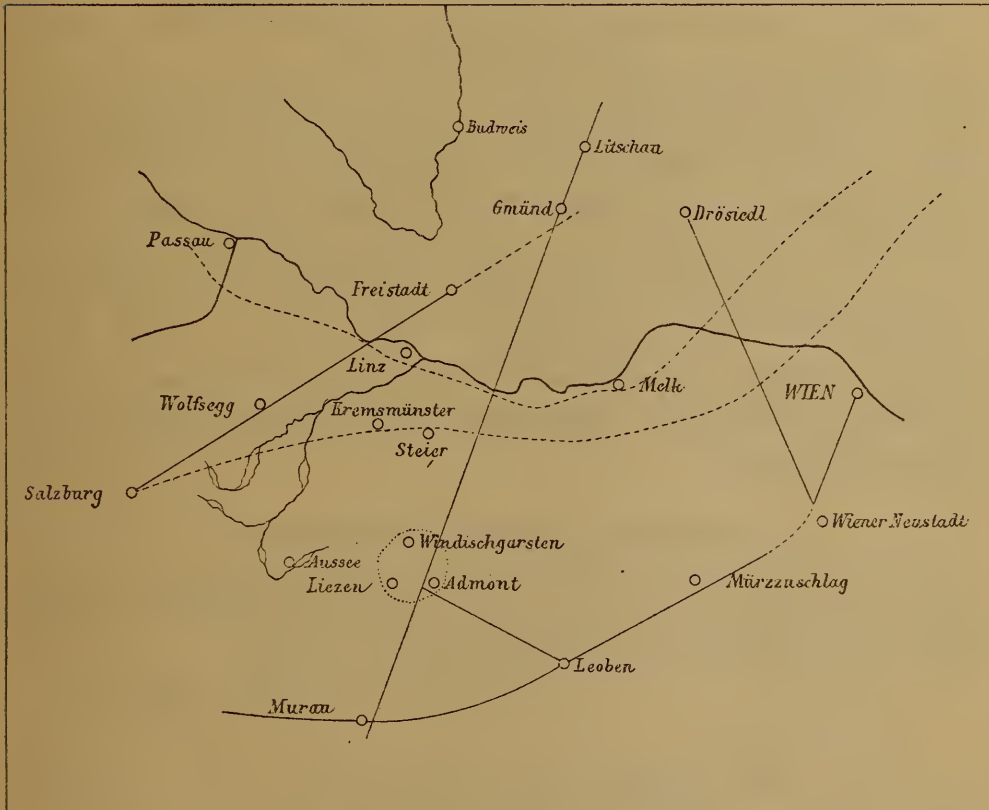 Budweis
Litschau
Gmünd
Drösiedl
Passau
Freistadt
Linz
Melk
WIEN
Wolfsegg
Kremsmünster
Steier
Salzburg
Wiener Neustadt
Windischgarsten
Aussee
Liezen
Admont
Mürzzuschlag
Leoben
Murau